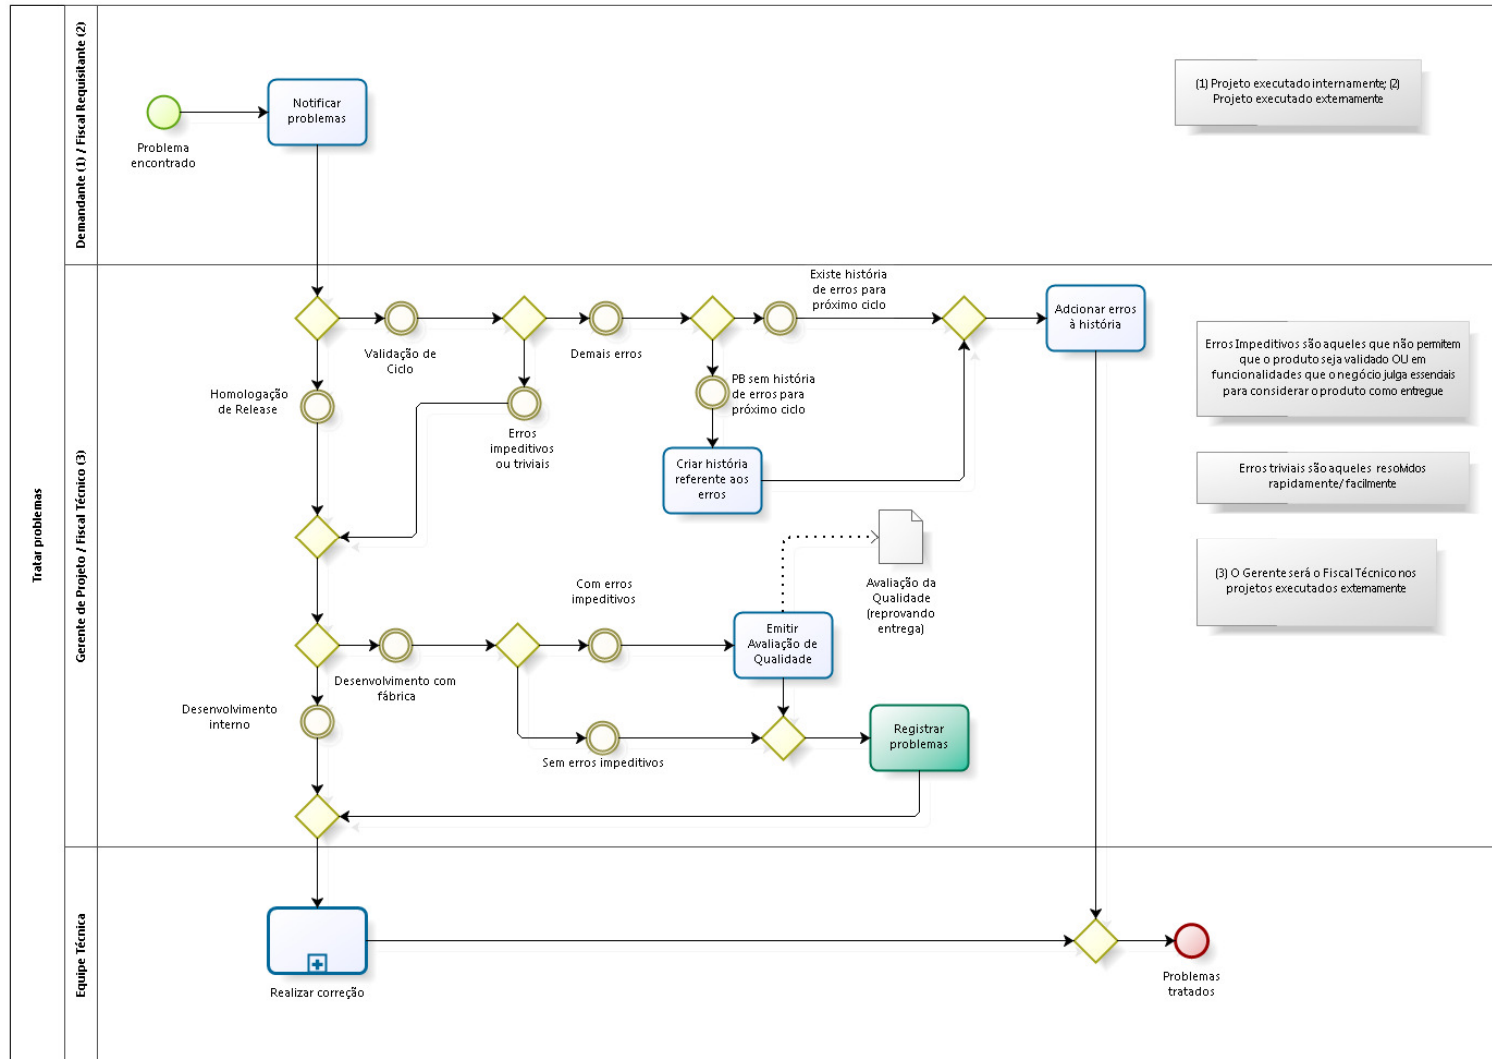 Tratar problemas
Demandante (1) / Fiscal Requisitante (2)
Problema
encontrado
Notificar
problemas
(1) Projeto executado internamente; (2)
Projeto executado externamente
Gerente de Projeto / Fiscal Técnico (3)
Validação de
Ciclo
Demais erros
Existe história
de erros para
próximo ciclo
Adcionar erros
à história
Homologação
de Release
Erros
impeditivos
ou triviais
PB sem história
de erros para
próximo ciclo
Criar história
referente aos
erros
Erros Impeditivos são aqueles que não permitem
que o produto seja validado OU em
funcionalidades que o negócio julga essenciais
para considerar o produto como entregue
Erros triviais são aqueles resolvidos
rapidamente/ facilmente
(3) O Gerente será o Fiscal Técnico nos
projetos executados externamente
Avaliação da
Qualidade
(reprovando
entrega)
Com erros
impeditivos
Emitir
Avaliação de
Qualidade
Desenvolvimento com
fábrica
Desenvolvimento
interno
Sem erros impeditivos
Registrar
problemas
Equipe Técnica
Realizar correção
Problemas
tratados